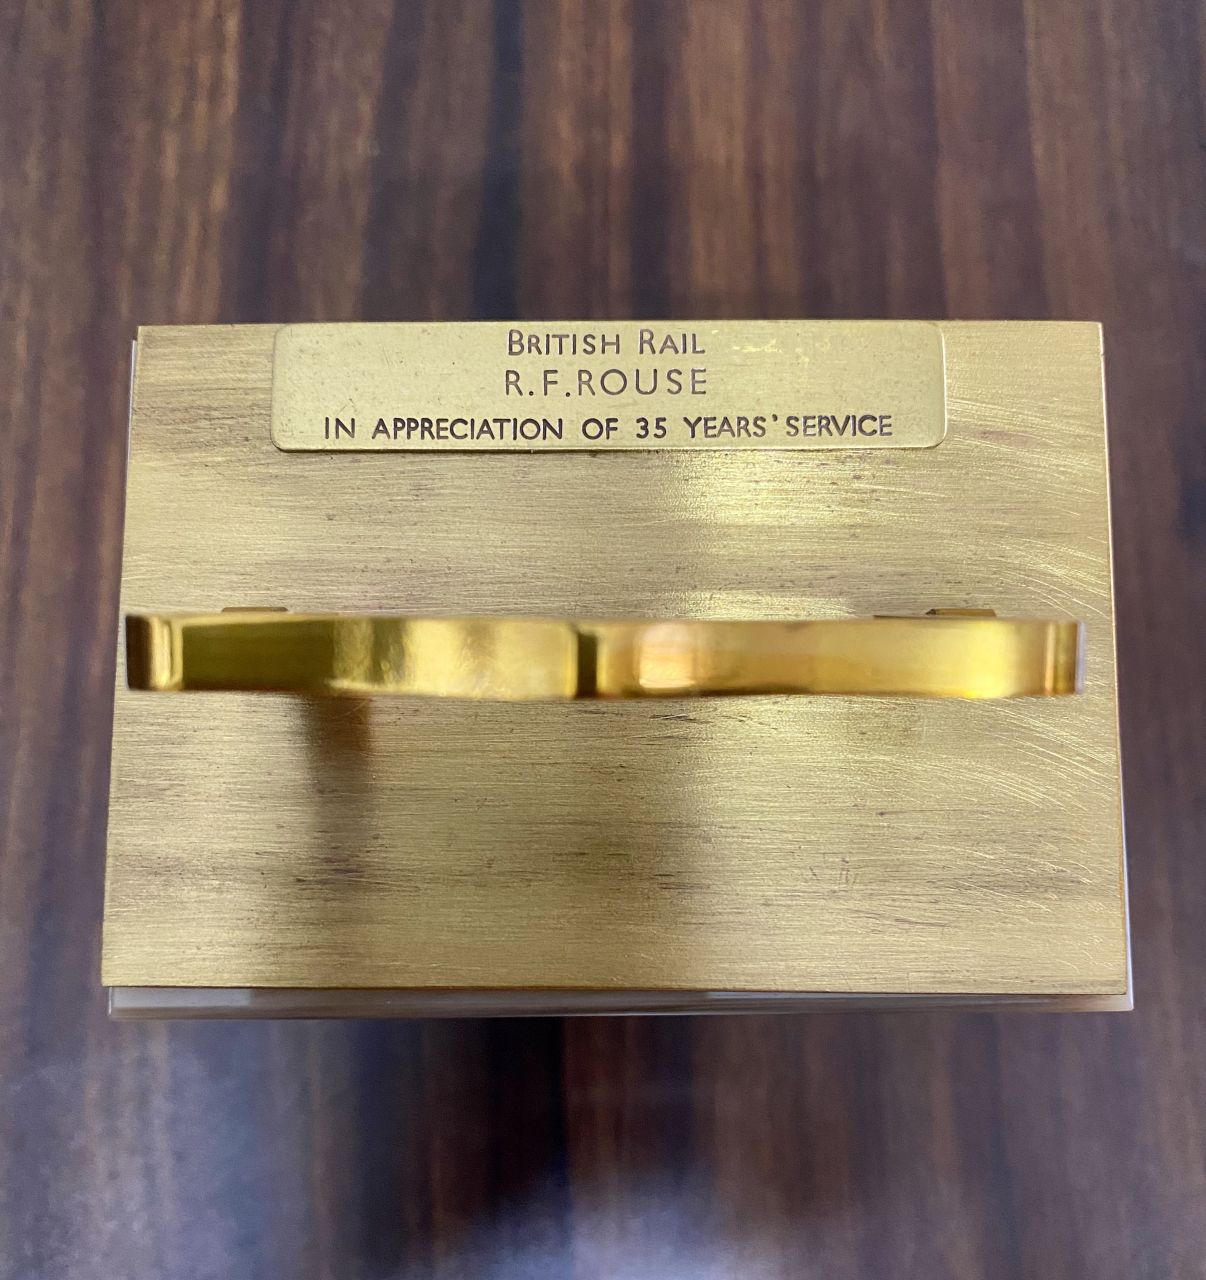 BRITISH RAIL
R.F.ROUSE
IN APPRECIATION OF 35 YEARS' SERVICE